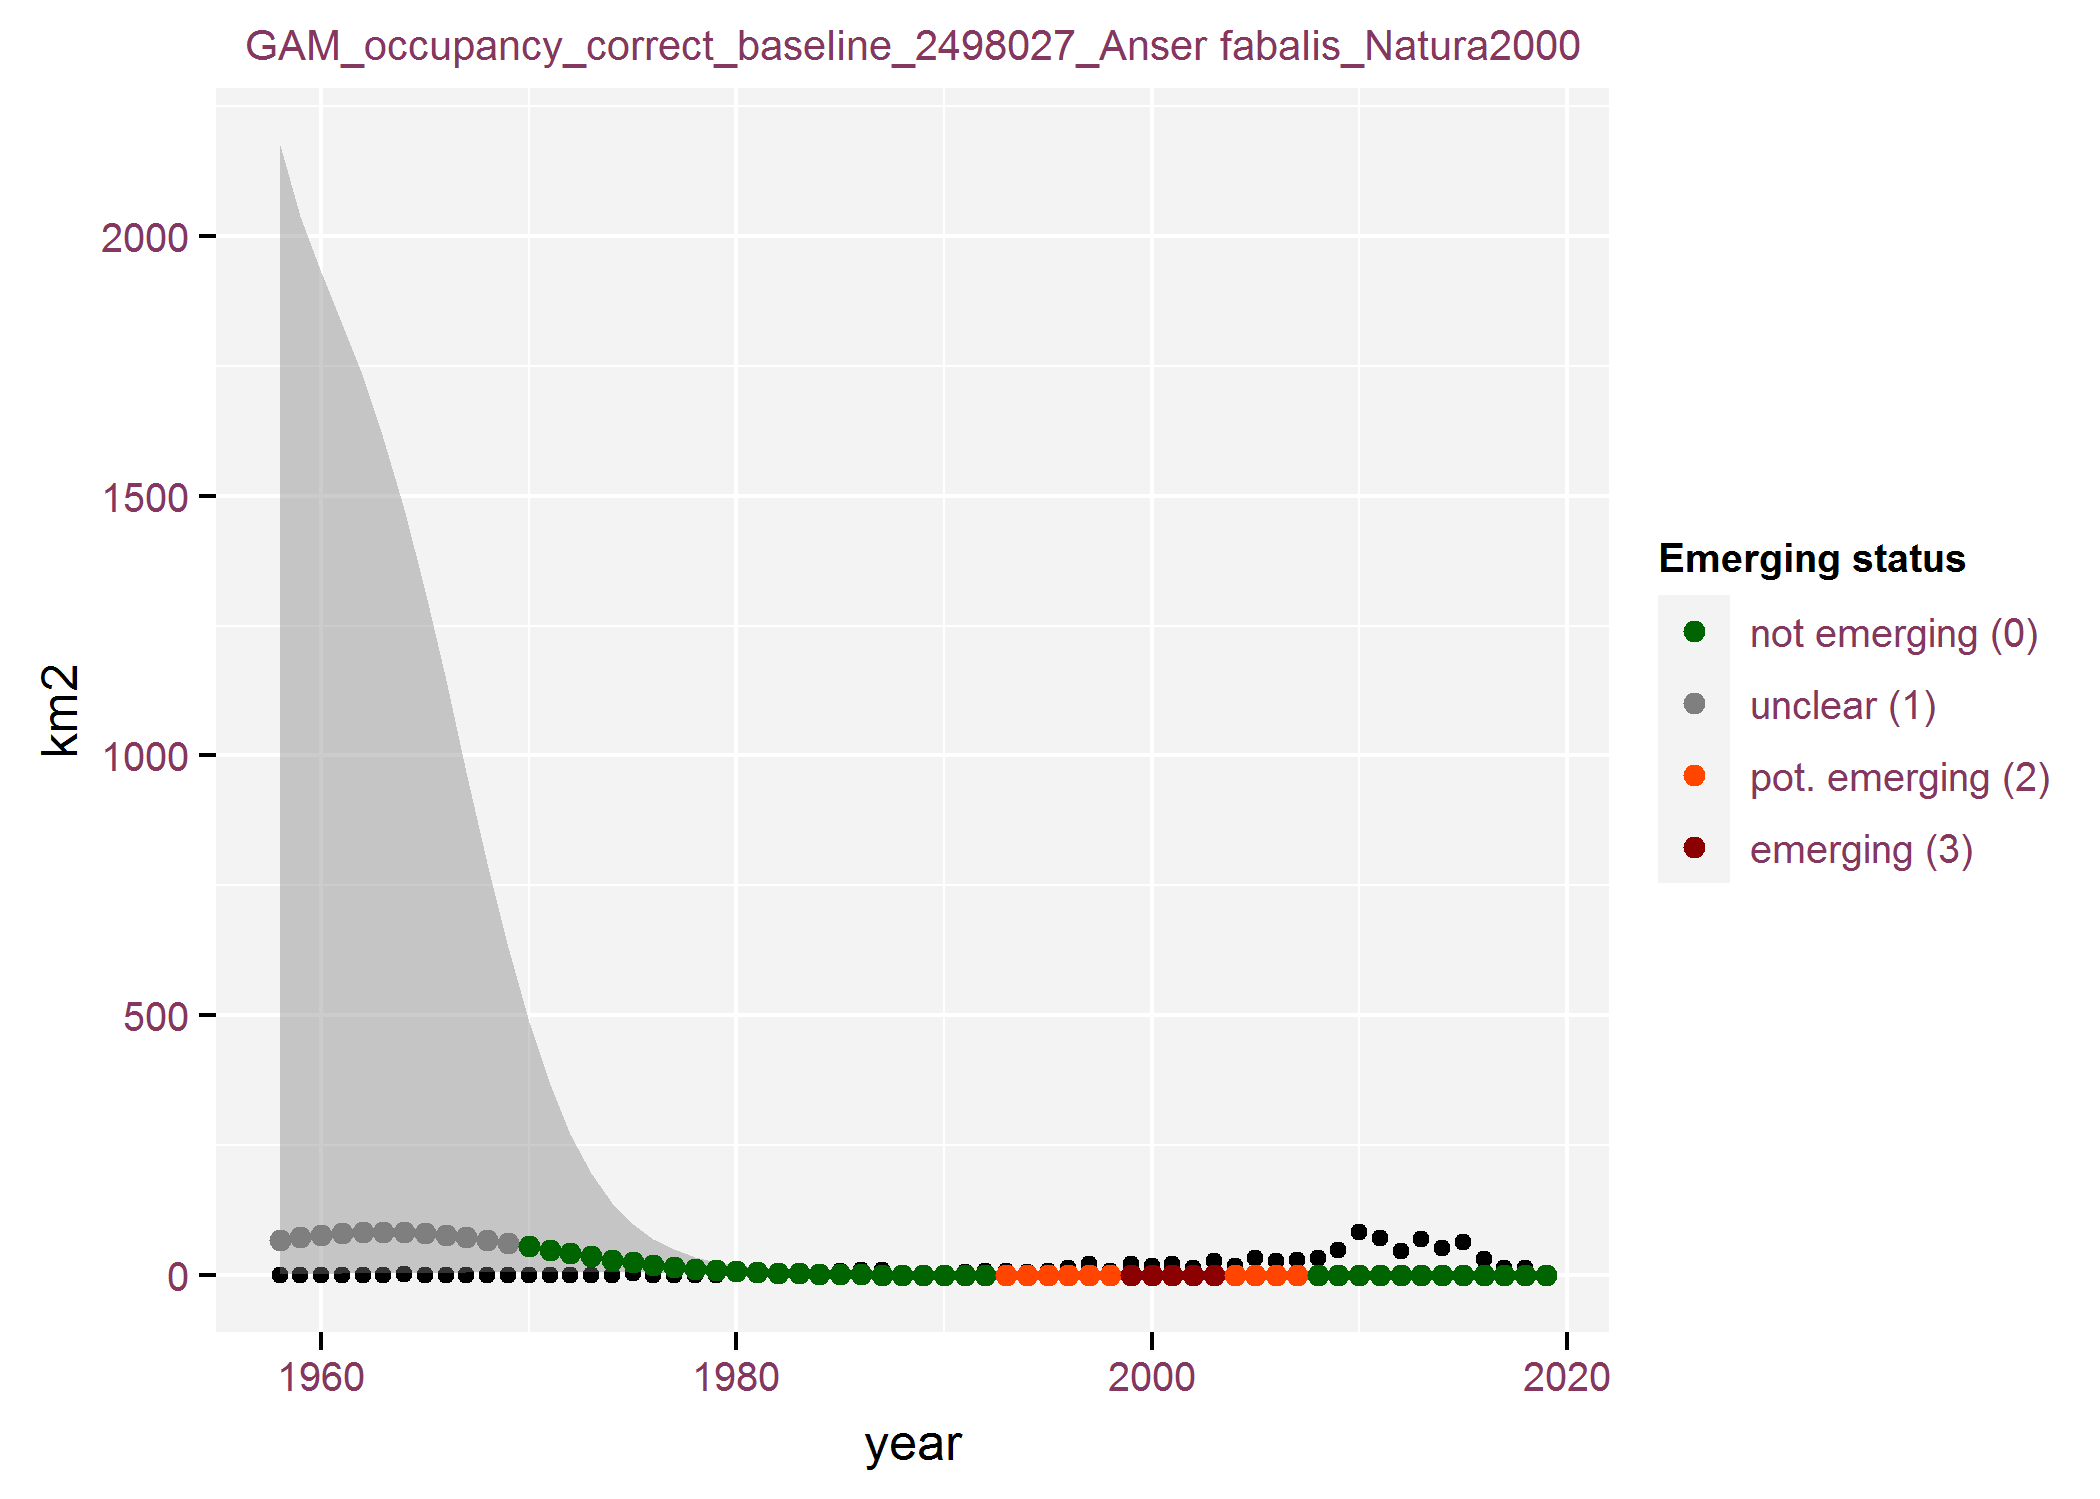 GAM_occupancy_correct_baseline_2498027_Anser fabalis_Natura2000
2000
1500
1000
500
0
km2
1960
1980
2000
2020
year
Emerging status
not emerging (0)
unclear (1)
pot. emerging (2)
emerging (3)